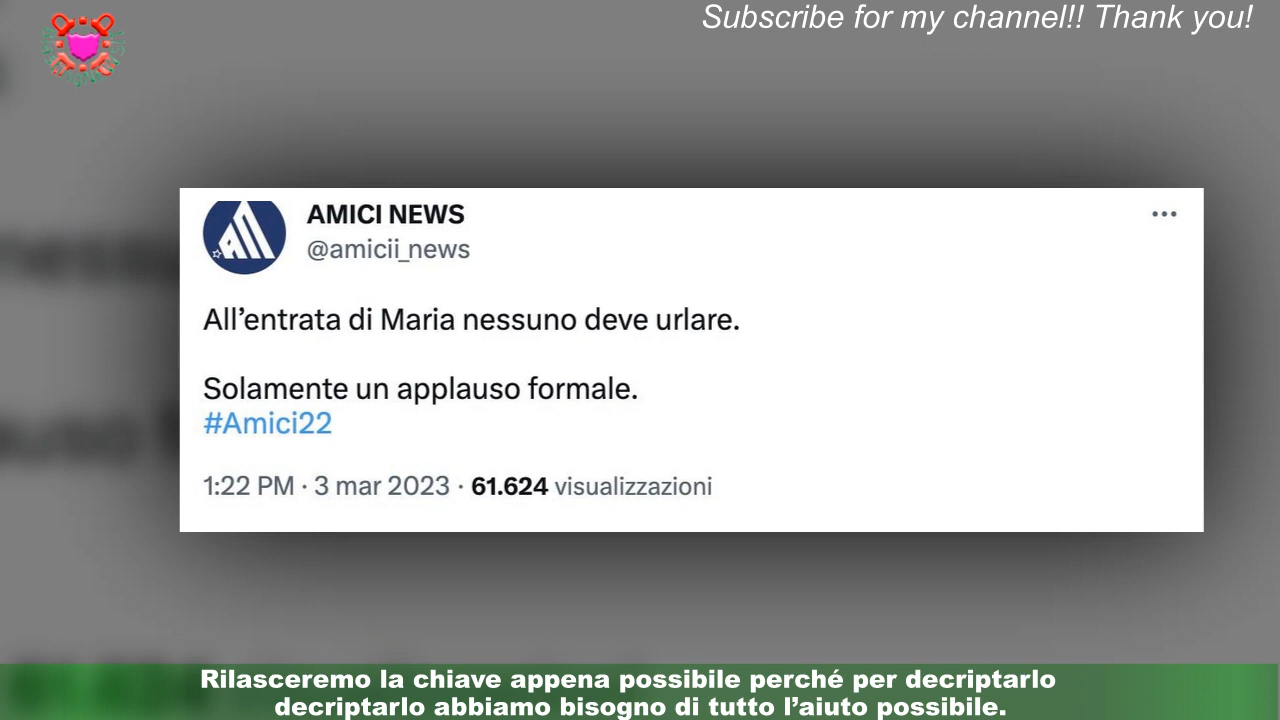 Subscribe for my channel!! Thank you!
AMICI NEWS
@amicii_news
All’entrata di Maria nessuno deve urlare.
Solamente un applauso formale.
#Amici22
1:22 PM · 3 mar 2023 · 61.624 visualizzazioni
Rilasceremo la chiave appena possibile perché per decriptarlo
decriptarlo abbiamo bisogno di tutto l’aiuto possibile.